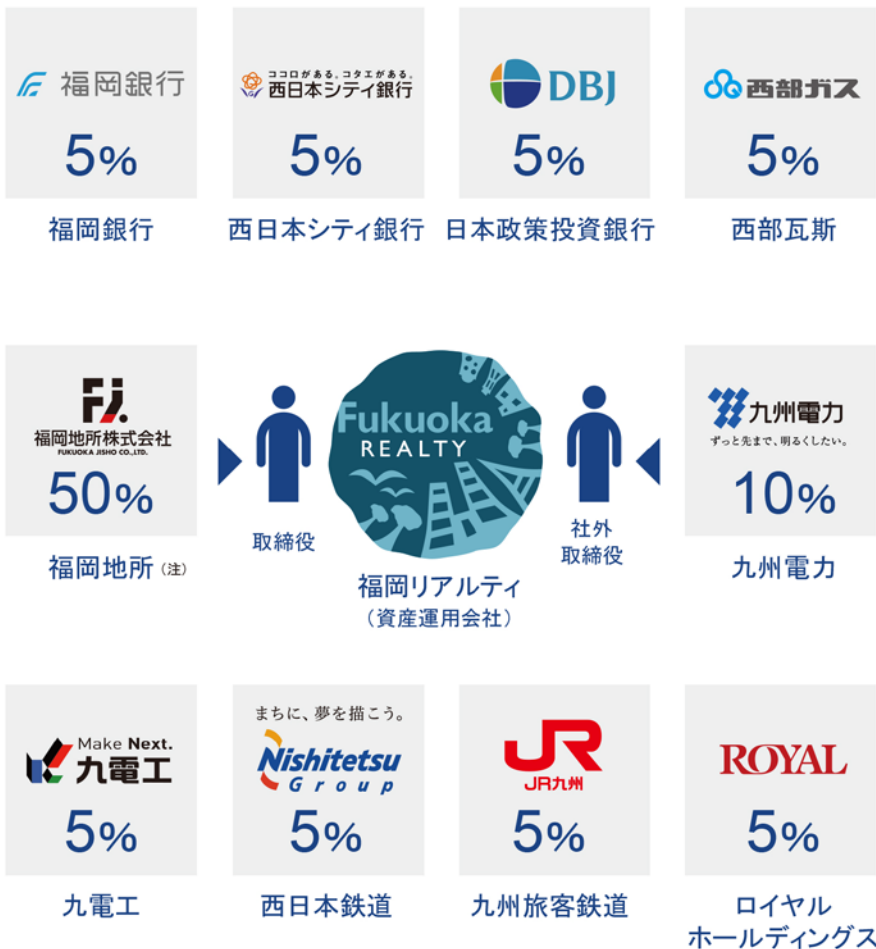 福岡銀行
5%
福岡銀行
ココロがある。コタエがある。
西日本シティ銀行
5%
西日本シティ銀行
DBJ
5%
日本政策投資銀行
西部ガス
5%
西部瓦斯
FJ.
福岡地所株式会社
FUKUOKA JISHO CO.,LTD.
50%
福岡地所(注)
取締役
Fukuoka
REALTY
福岡リアルティ
(資産運用会社)
社外
取締役
九州電力
ずっと先まで、明るくしたい。
10%
九州電力
Make Next.
九電工
5%
九電工
まちに、夢を描こう。
Nishitetsu
Group
5%
西日本鉄道
JR
JR九州
5%
九州旅客鉄道
ROYAL
5%
ロイヤル
ホールディングス